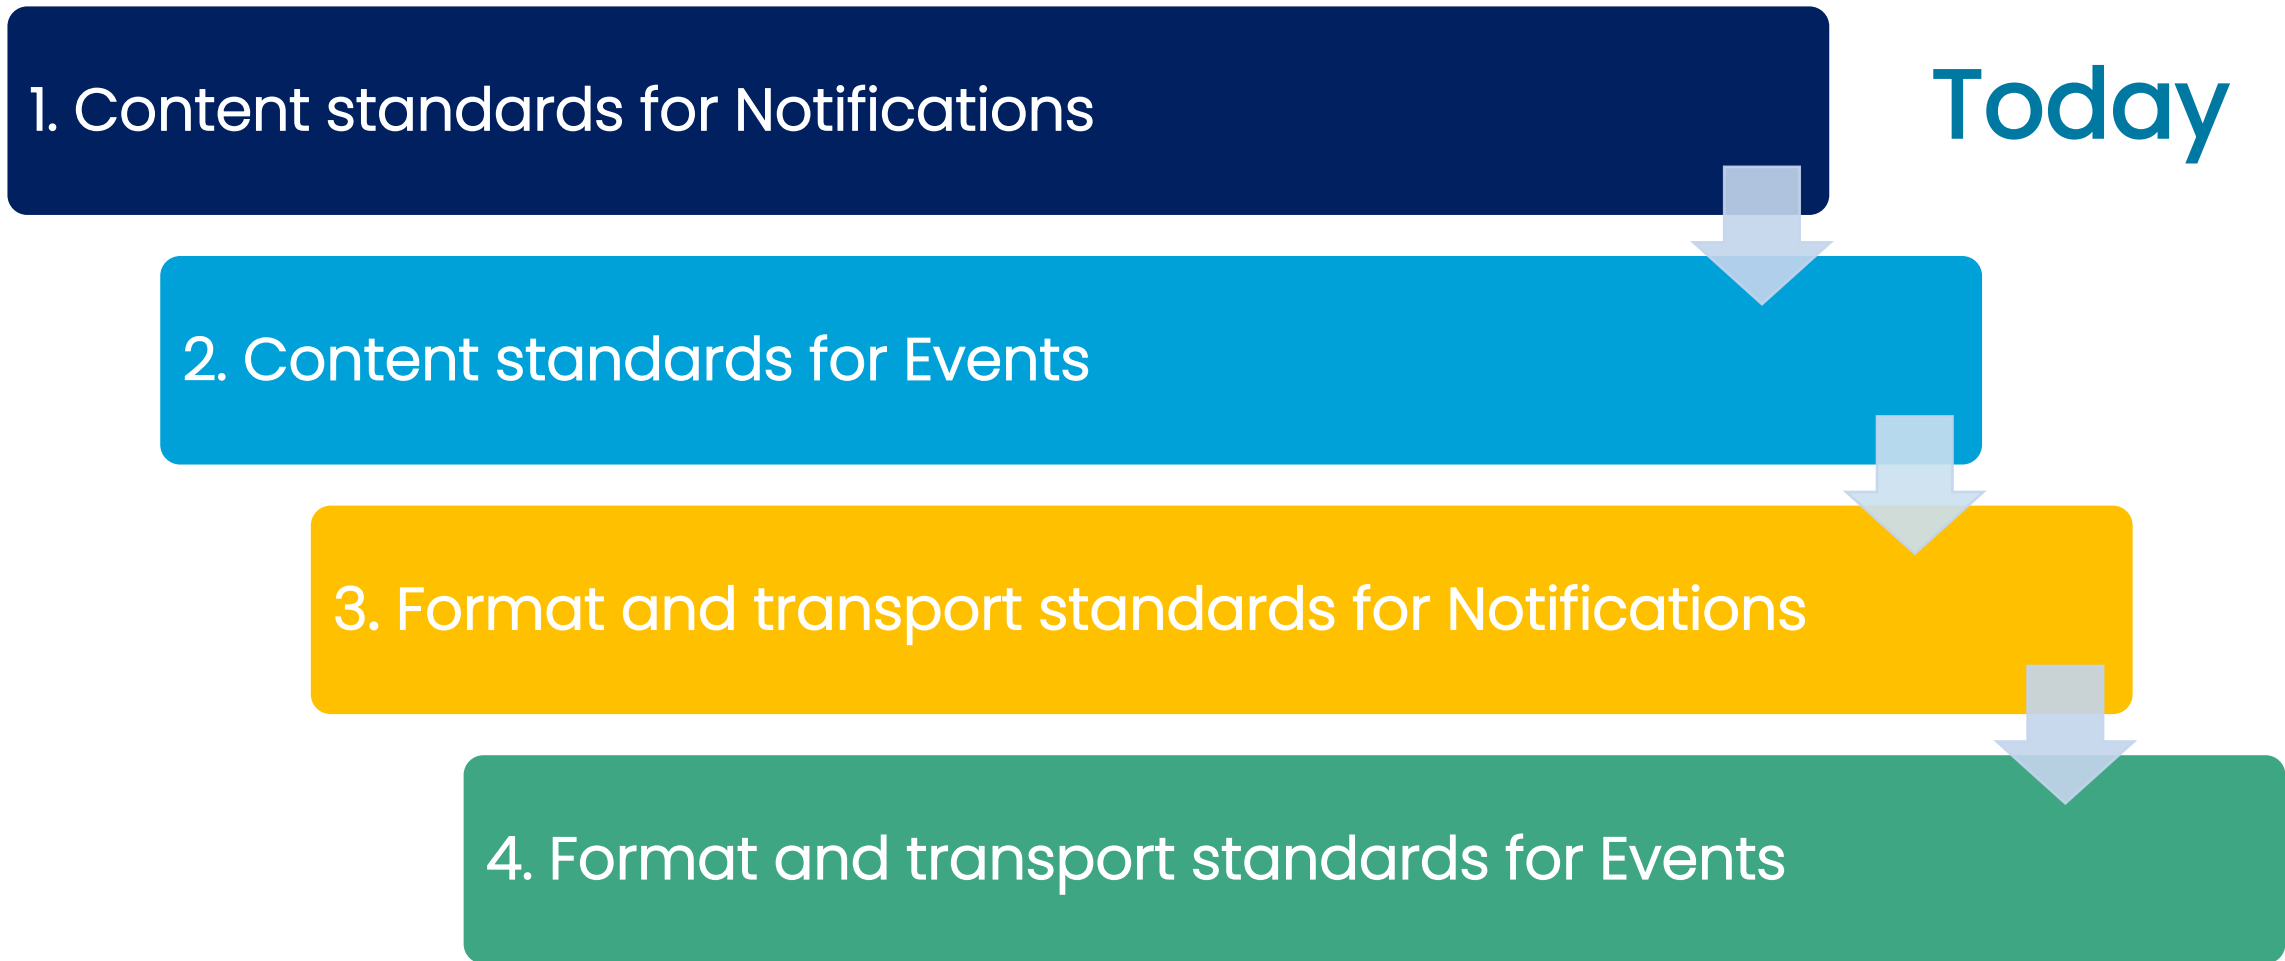 1. Content standards for Notifications
Today
2. Content standards for Events
3. Format and transport standards for Notifications
4. Format and transport standards for Events